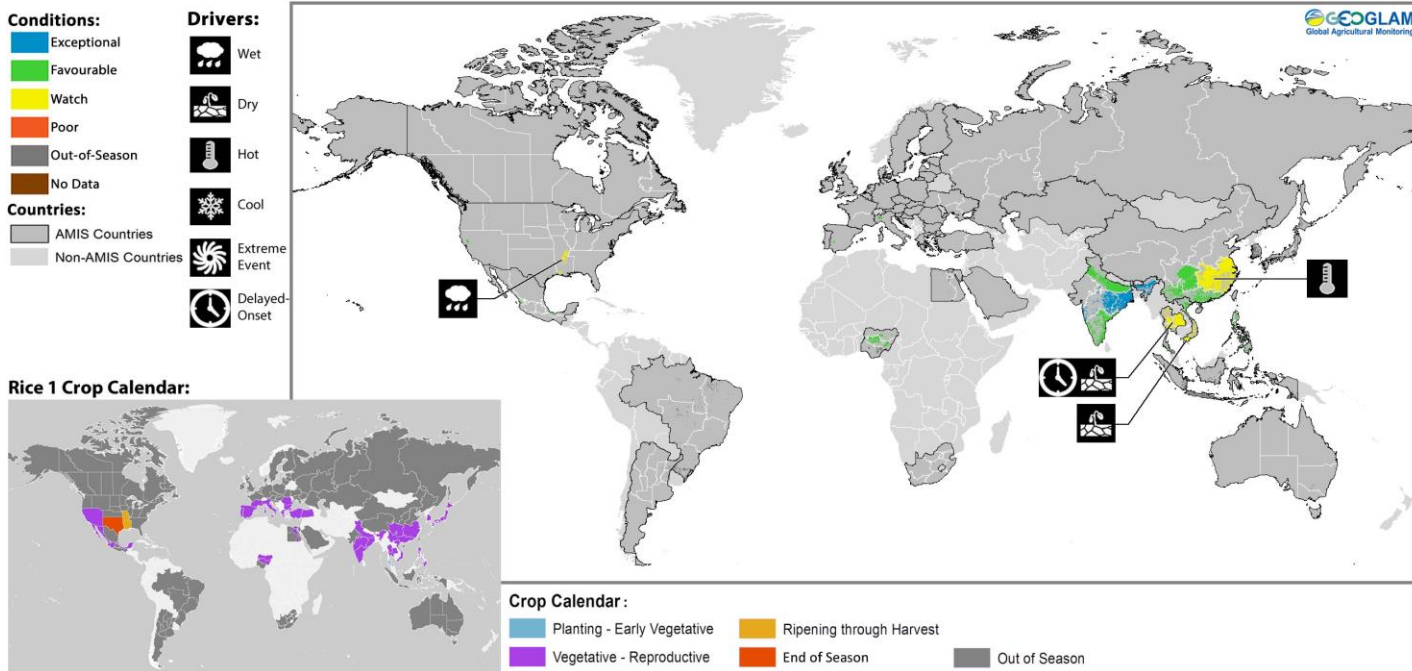 Conditions:
Exceptional
Favourable
Watch
Poor
Out-of-Season
No Data
Countries:
AMIS Countries
Non-AMIS Countries
Drivers:
Wet
Dry
Hot
Cool
Extreme
Event
Delayed-
Onset
GEOGLAM
Global Agricultural Monitoring
Rice 1 Crop Calendar:
Crop Calendar :
Planting - Early Vegetative
Ripening through Harvest
Vegetative - Reproductive
End of Season
Out of Season